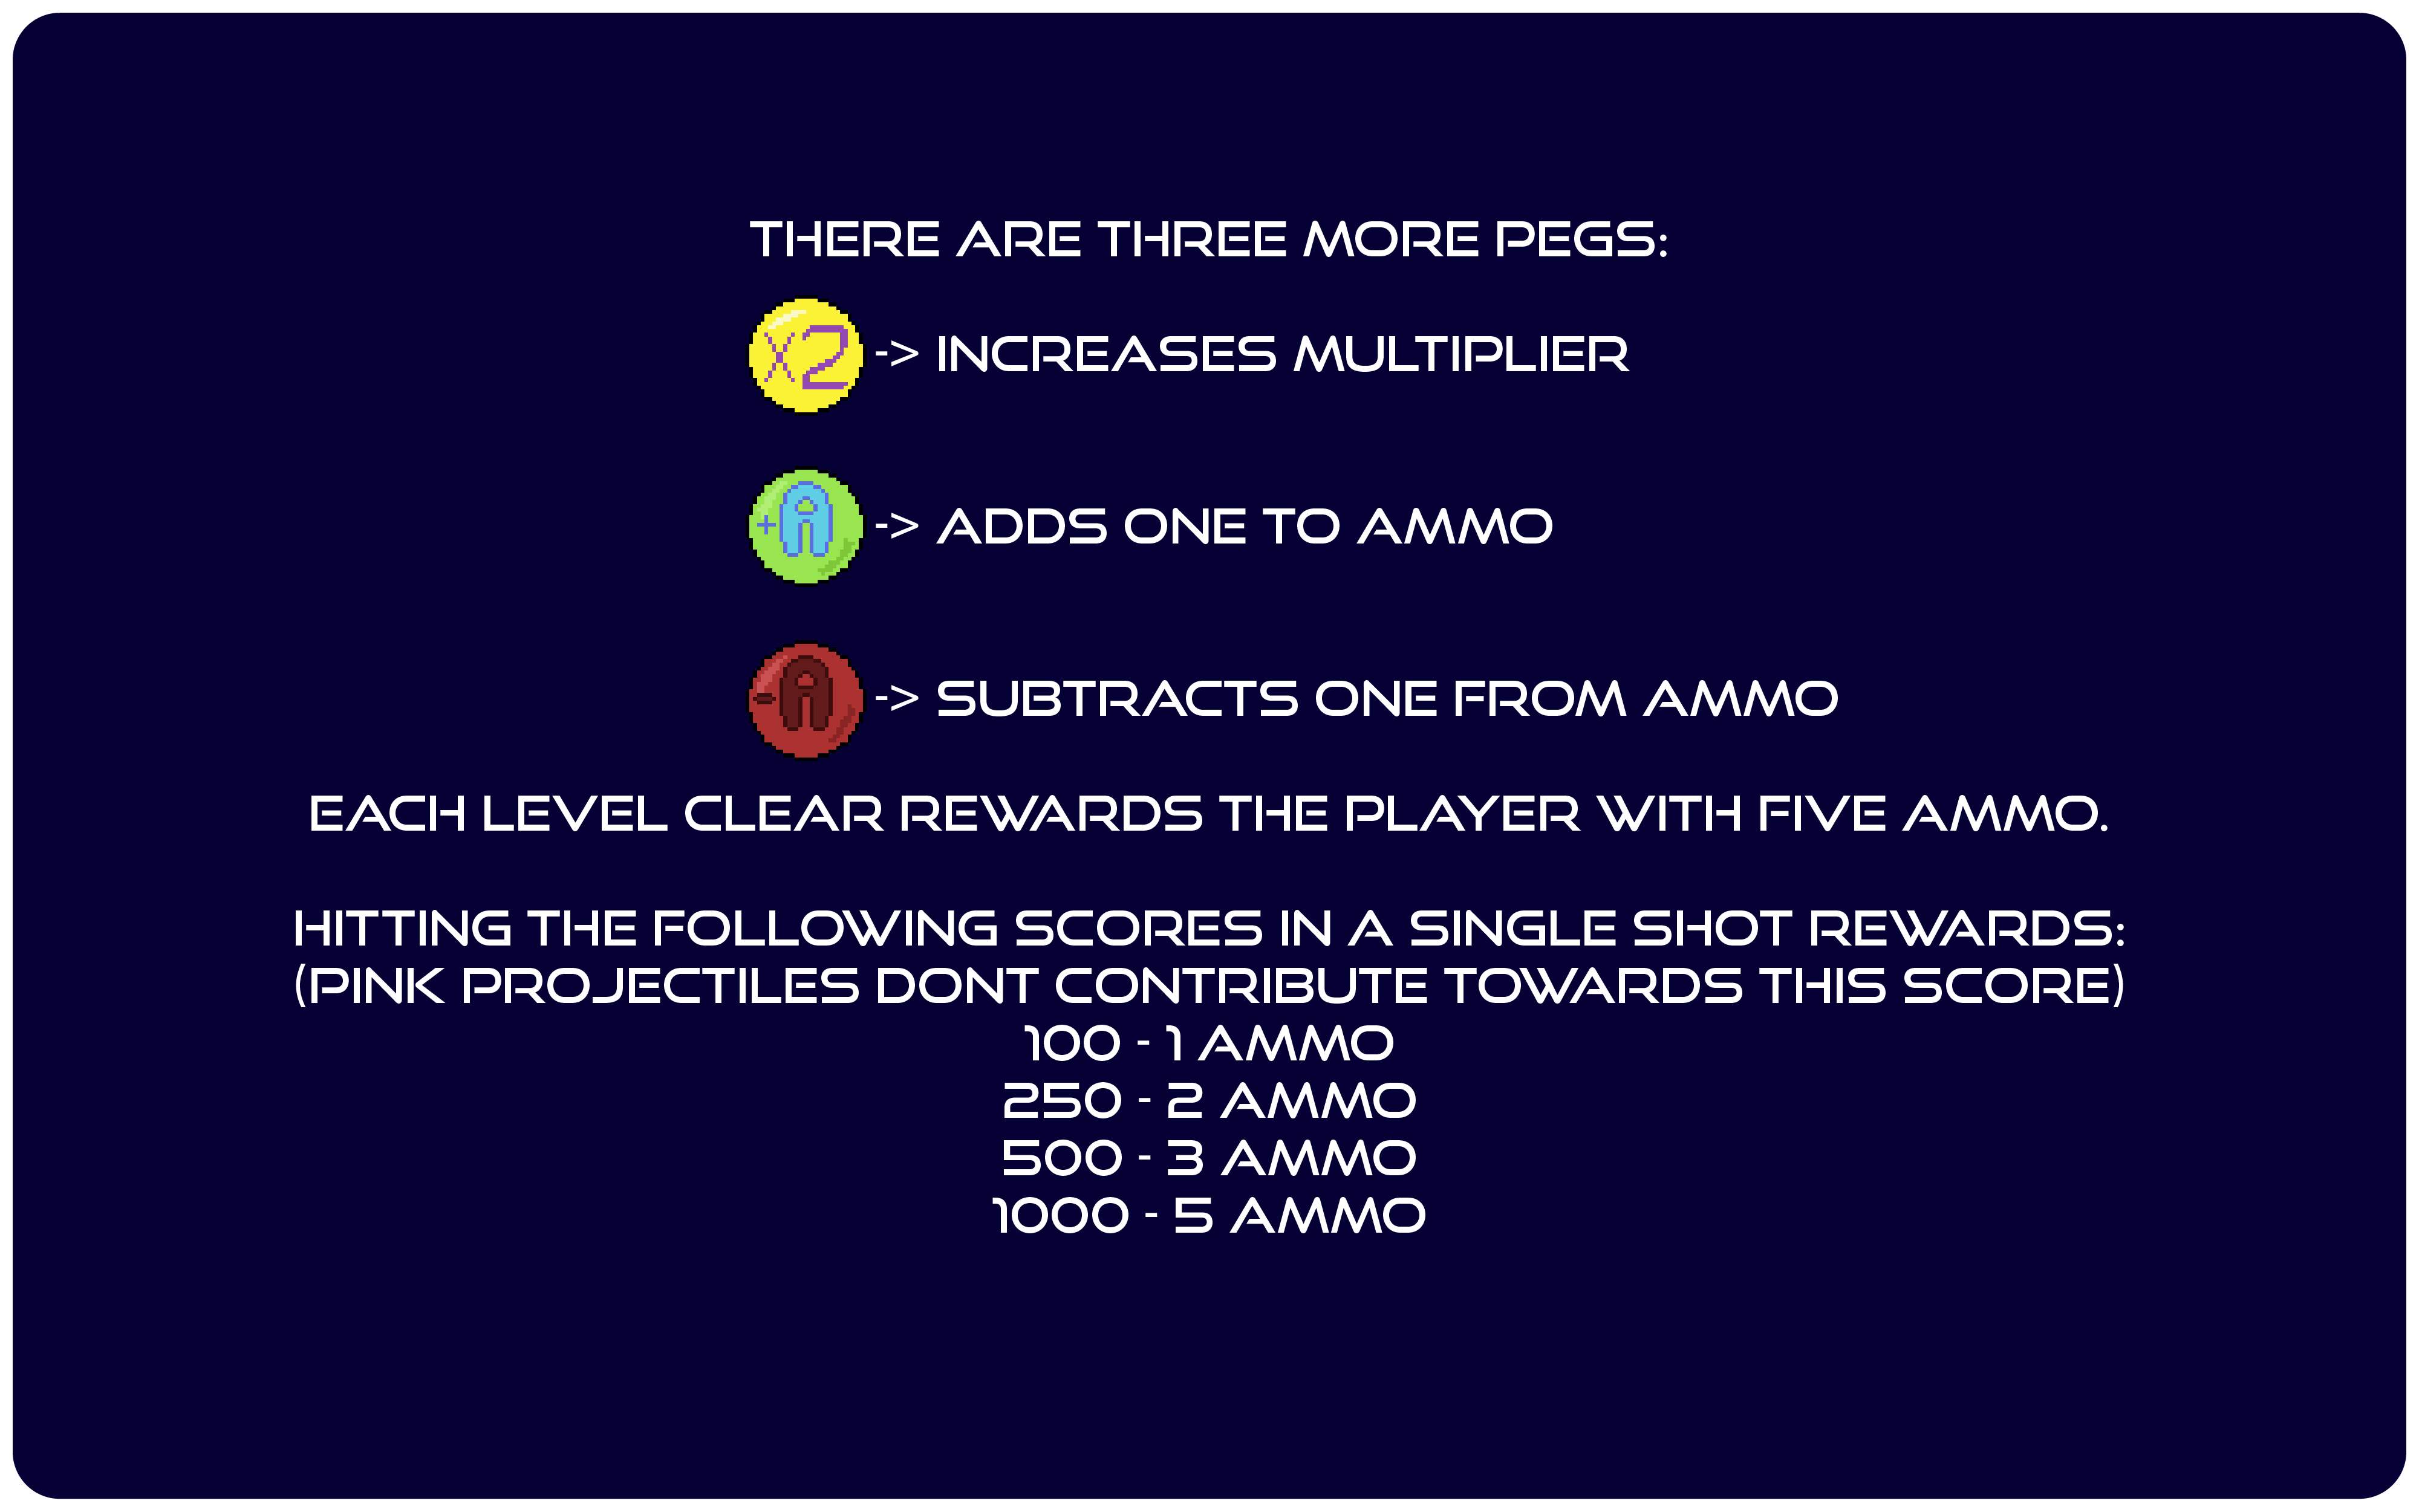 THERE ARE THREE MORE PEGS:
X2 -> INCREASES MULTIPLIER
+A -> ADDS ONE TO AMMO
-A -> SUBTRACTS ONE FROM AMMO
EACH LEVEL CLEAR REWARDS THE PLAYER WITH FIVE AMMO.
HITTING THE FOLLOWING SCORES IN A SINGLE SHOT REWARDS:
(PINK PROJECTILES DONT CONTRIBUTE TOWARDS THIS SCORE)
100 - 1 AMMO
250 - 2 AMMO
500 - 3 AMMO
1000 - 5 AMMO